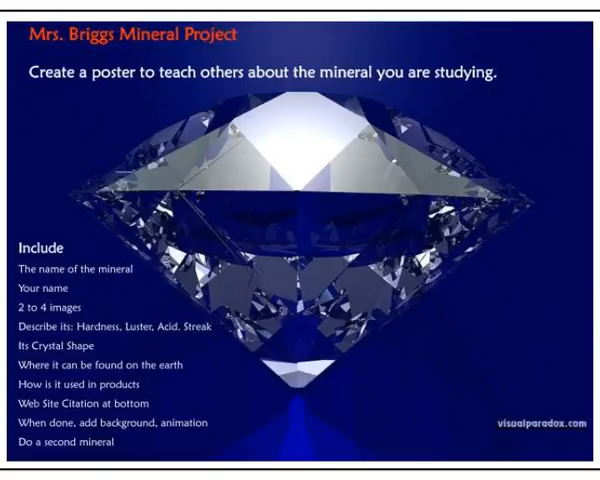 Mrs. Briggs Mineral Project
Create a poster to teach others about the mineral you are studying.
Include
The name of the mineral
Your name
2 to 4 images
Describe its: Hardness, Luster, Acid, Streak
Its Crystal Shape
Where it can be found on the earth
How is it used in products
Web Site Citation at bottom
When done, add background, animation
Do a second mineral
visualparadox.com